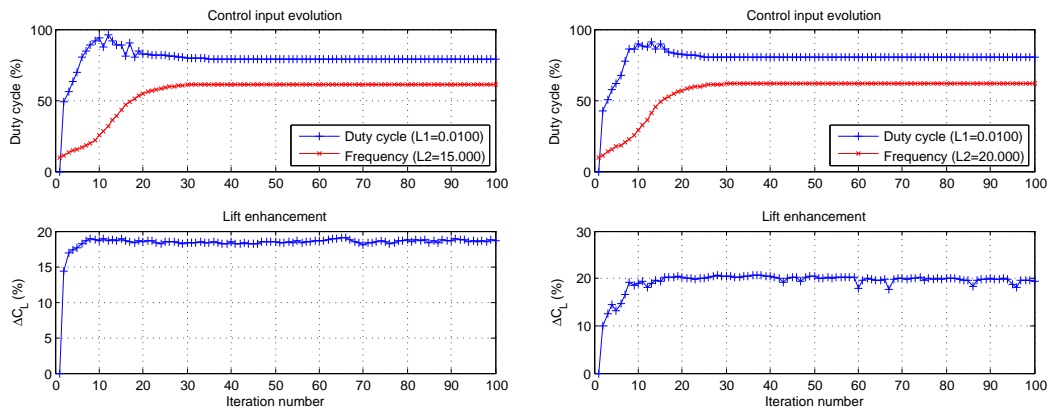 Control input evolution
100
50
0
Duty cycle (%)
0 10 20 30 40 50 60 70 80 90 100
Duty cycle (L1=0.0100)
Frequency (L2=15.000)
Lift enhancement
20
15
10
5
0
ΔC_L (%)
0 10 20 30 40 50 60 70 80 90 100
Iteration number
Control input evolution
100
50
0
Duty cycle (%)
0 10 20 30 40 50 60 70 80 90 100
Duty cycle (L1=0.0100)
Frequency (L2=20.000)
Lift enhancement
30
20
10
0
ΔC_L (%)
0 10 20 30 40 50 60 70 80 90 100
Iteration number